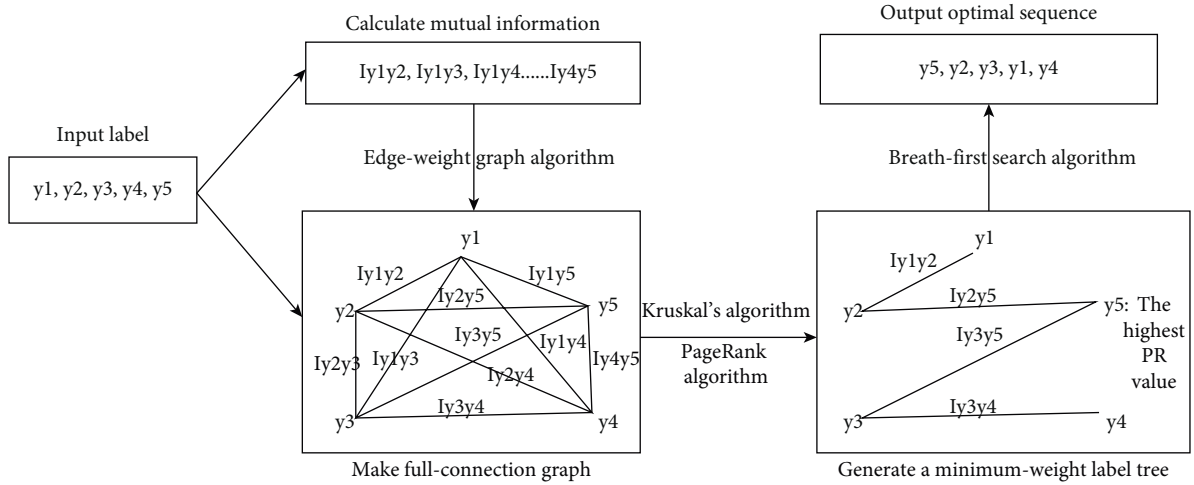 Input label
y1, y2, y3, y4, y5
Calculate mutual information
Iy1y2, Iy1y3, Iy1y4......Iy4y5
Edge-weight graph algorithm
y1
Iy1y2
Iy1y5
y2
Iy2y5
y5
Iy3y5
Iy1y4
Iy2y3
Iy1y3
Iy4y5
Iy2y4
Iy3y4
y3
y4
Make full-connection graph
Kruskal's algorithm
PageRank
algorithm
Output optimal sequence
y5, y2, y3, y1, y4
Breath-first search algorithm
y1
Iy1y2
y2
Iy2y5
y5: The
highest
PR
value
Iy3y5
Iy3y4
y3
y4
Generate a minimum-weight label tree